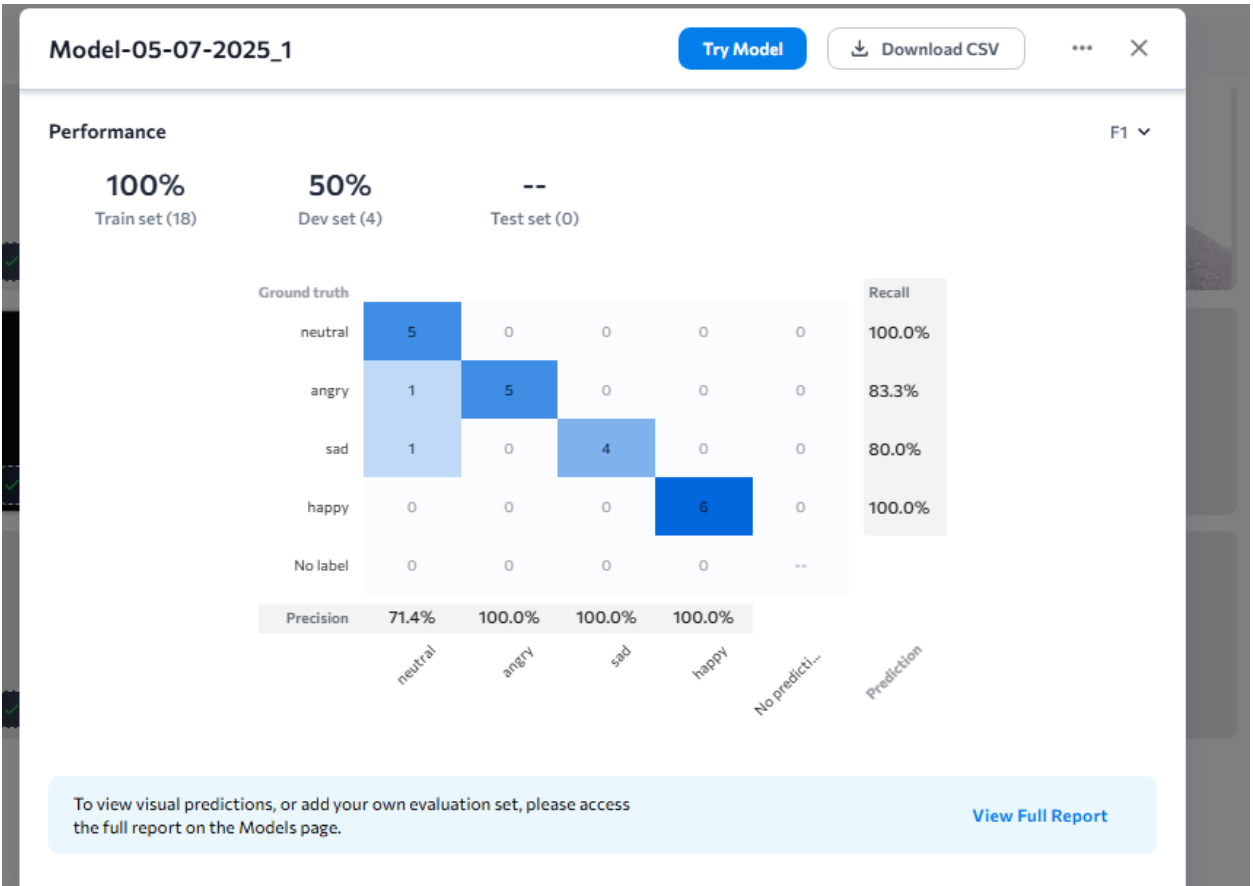 Model-05-07-2025_1 Try Model Download CSV
Performance F1
100% 50% --
Train set (18) Dev set (4) Test set (0)
Ground truth Recall
neutral 5 0 0 0 0 100.0%
angry 1 5 0 0 0 83.3%
sad 1 0 4 0 0 80.0%
happy 0 0 0 6 0 100.0%
No label 0 0 0 0 --
Precision 71.4% 100.0% 100.0% 100.0%
neutral angry sad happy No predicti... Prediction
To view visual predictions, or add your own evaluation set, please access
the full report on the Models page.
View Full Report